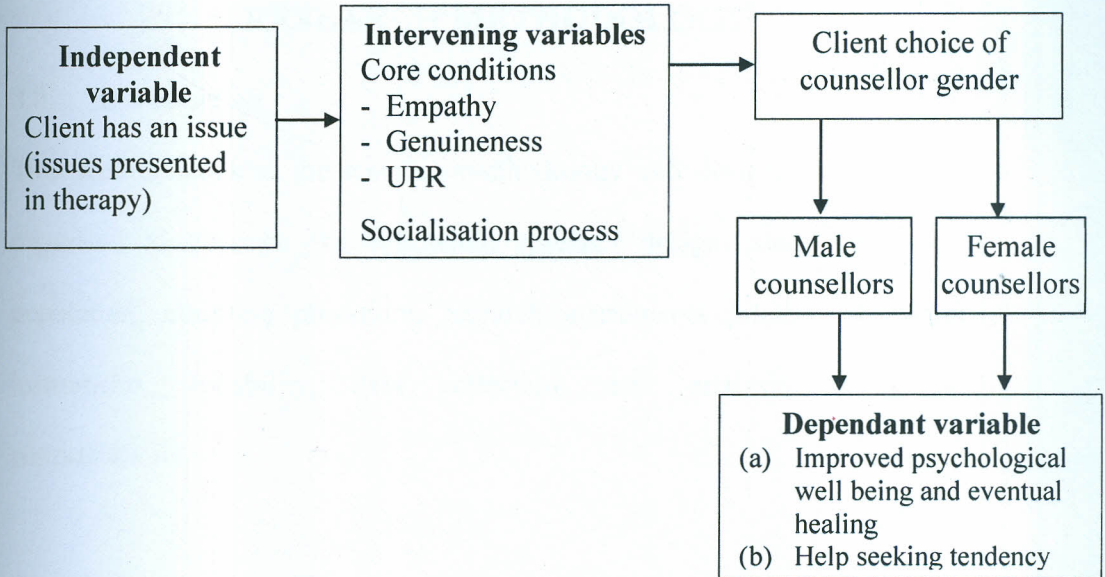 Independent
variable
Client has an issue
(issues presented
in therapy)
Intervening variables
Core conditions
- Empathy
- Genuineness
- UPR
Socialisation process
Client choice of
counsellor gender
Male
counsellors
Female
counsellors
Dependant variable
(a) Improved psychological
well being and eventual
healing
(b) Help seeking tendency